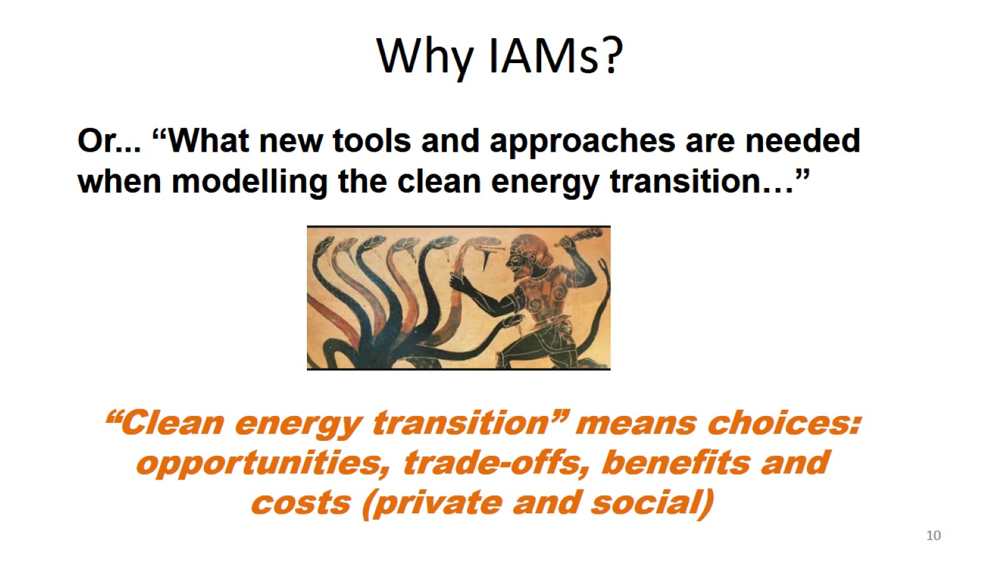 Why IAMs?
Or... “What new tools and approaches are needed
when modelling the clean energy transition…”
“Clean energy transition” means choices:
opportunities, trade-offs, benefits and
costs (private and social)
10